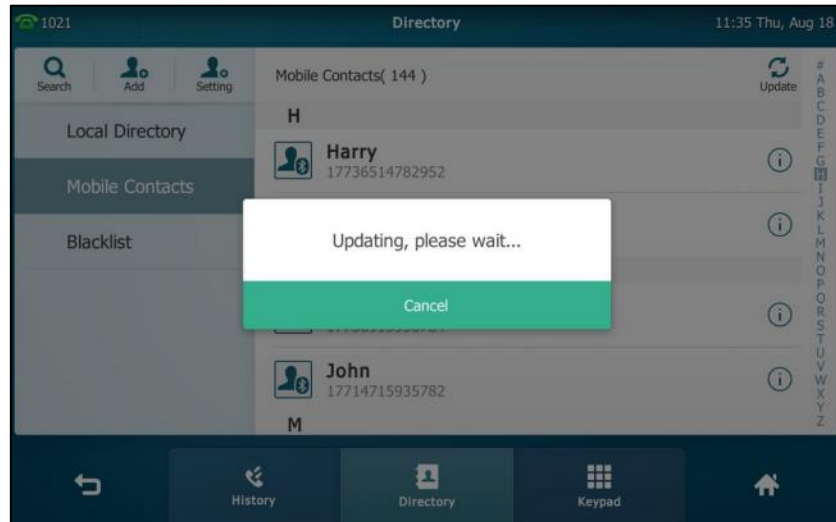 1021
Directory
11:35 Thu, Aug 18
Search
Add
Setting
Mobile Contacts( 144 )
Update
Local Directory
Mobile Contacts
Blacklist
H
Harry
17736514782952
Updating, please wait...
Cancel
John
17714715935782
M
#
A
B
C
D
E
F
G
H
I
J
K
L
M
N
O
P
Q
R
S
T
U
V
W
X
Y
Z
History
Directory
Keypad